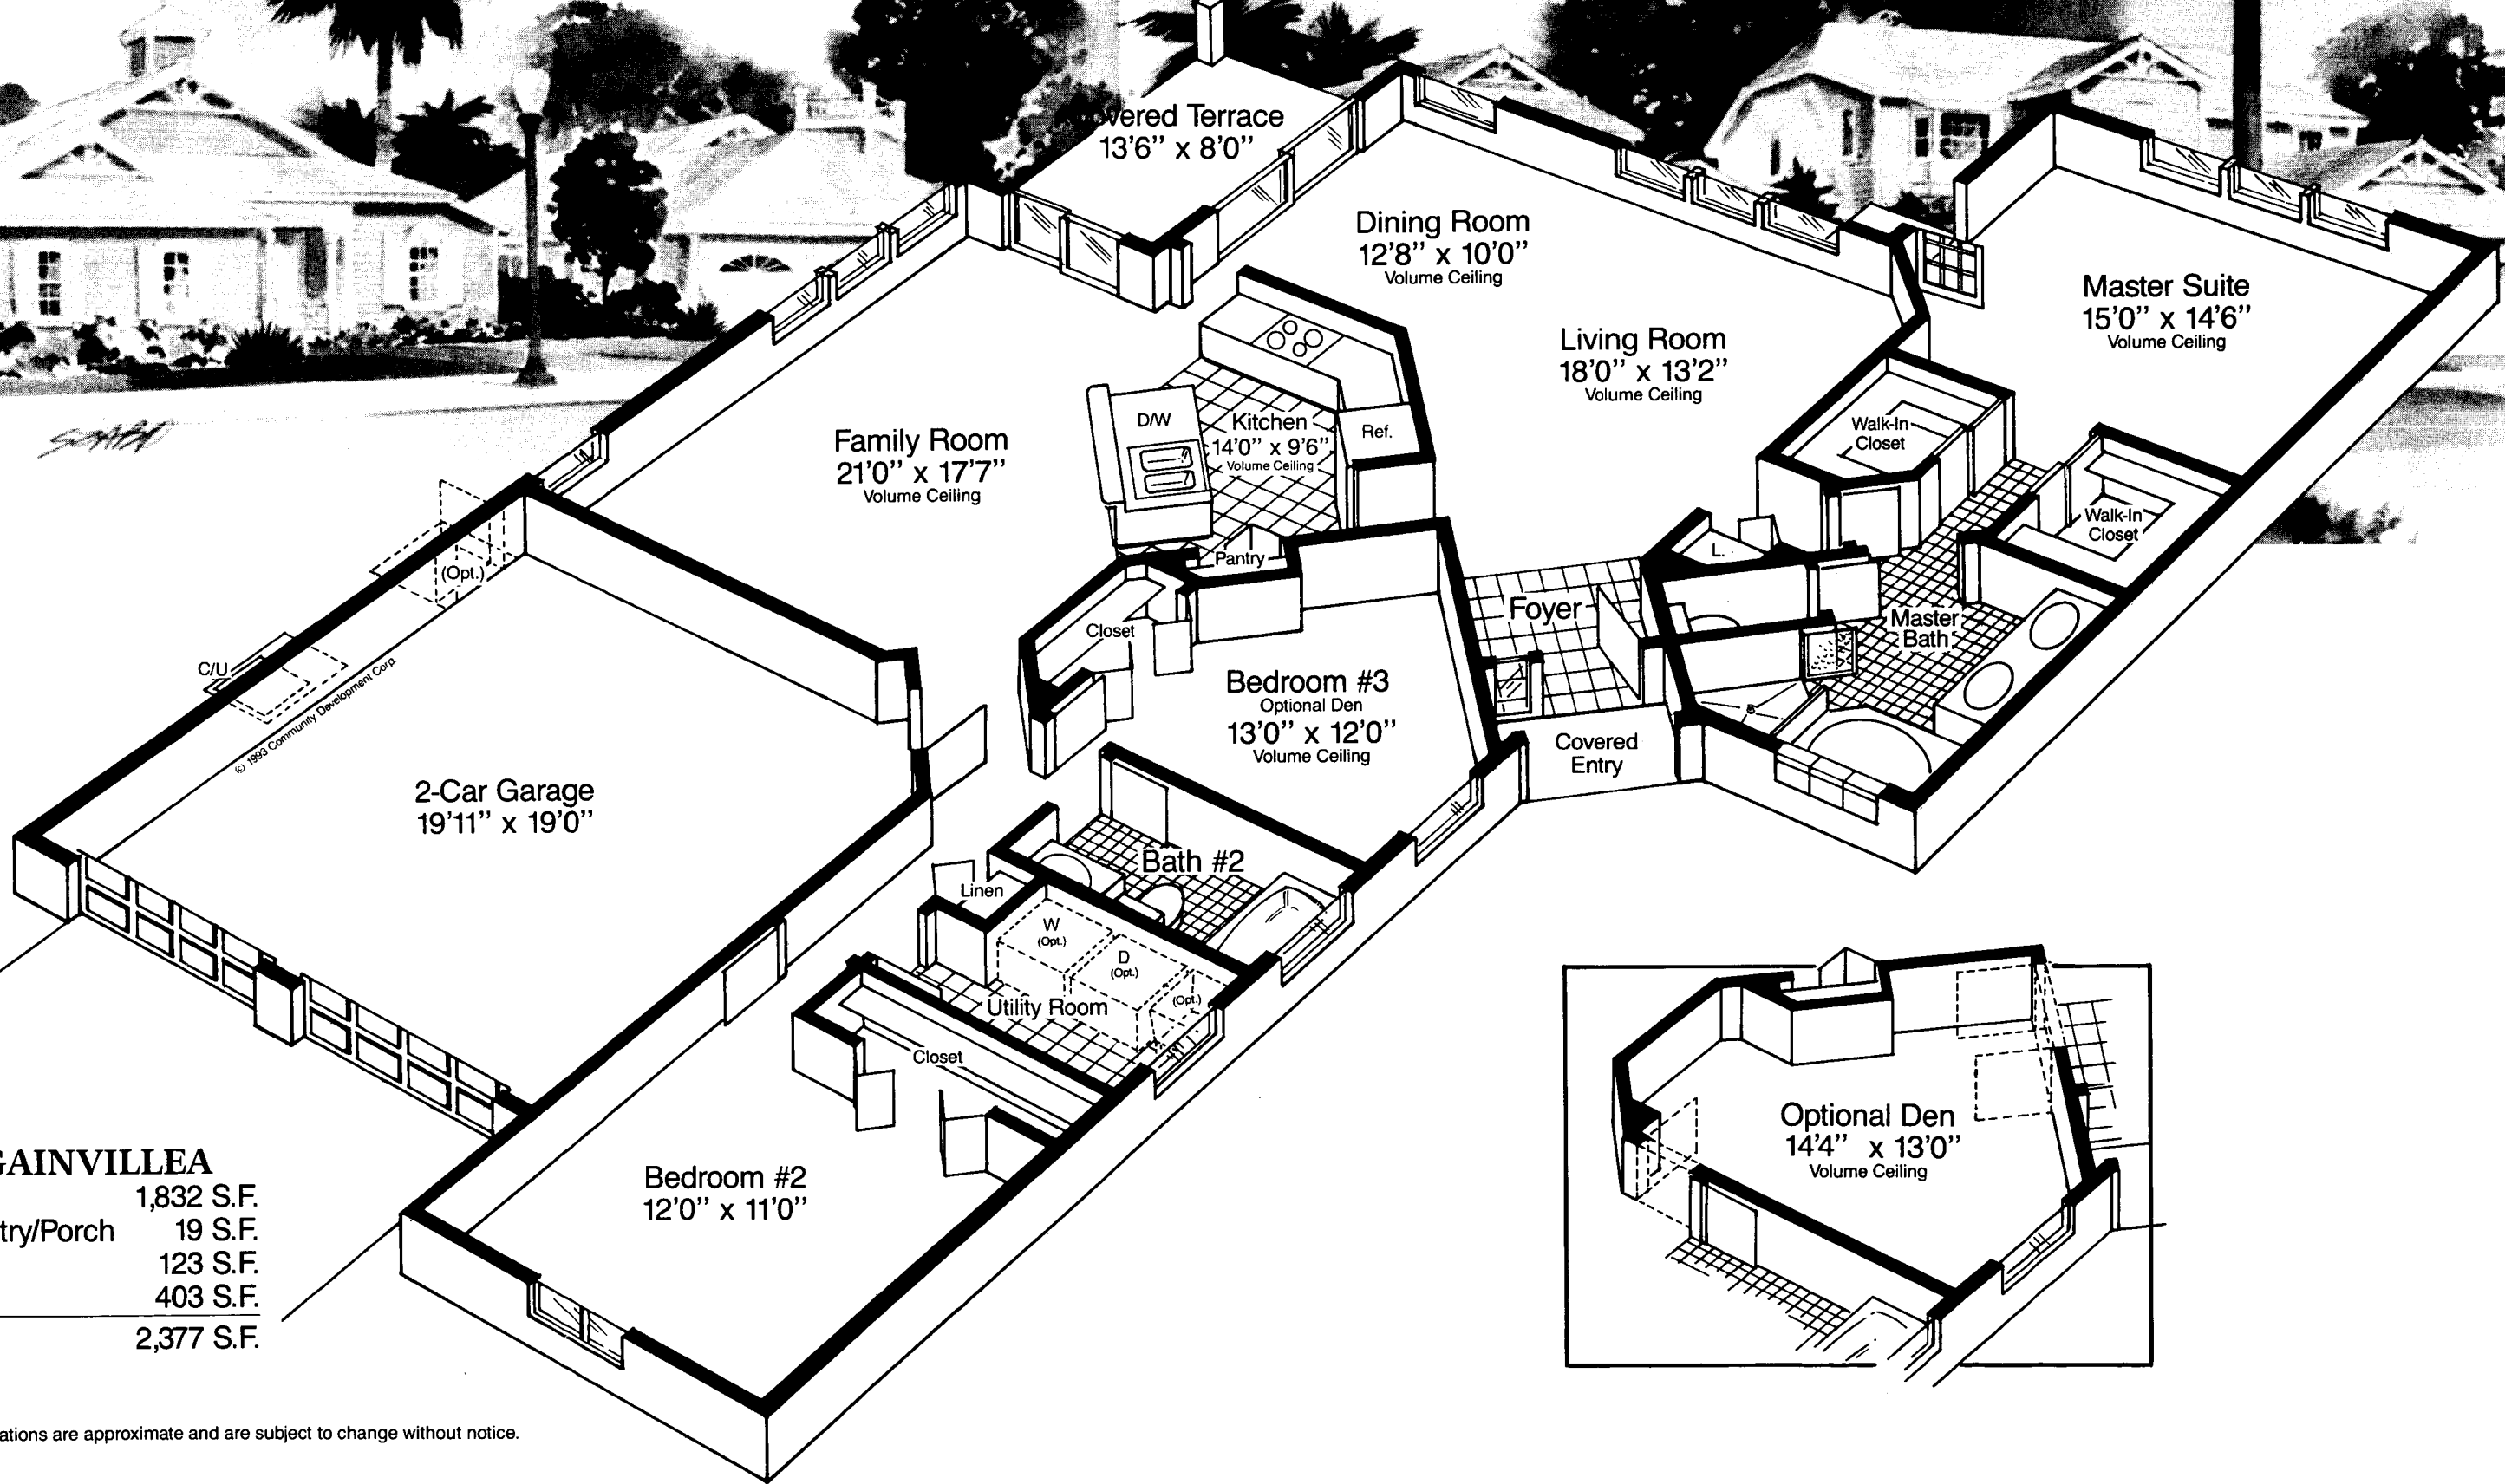 vered Terrace
13'6" x 8'0"
Dining Room
12'8" x 10'0"
Volume Ceiling
Master Suite
15'0" x 14'6"
Volume Ceiling
Living Room
18'0" x 13'2"
Volume Ceiling
SZABO
Family Room
21'0" x 17'7"
Volume Ceiling
D/W
Kitchen
14'0" x 9'6"
Volume Ceiling
Ref.
Walk-In
Closet
Walk-In
Closet
Pantry
L.
(Opt.)
Foyer
Master
Bath
Closet
C/U
© 1993 Community Development Corp
Bedroom #3
Optional Den
13'0" x 12'0"
Volume Ceiling
S
Covered
Entry
2-Car Garage
19'11" x 19'0"
Bath #2
Linen
W
(Opt.)
D
(Opt.)
(Opt.)
Utility Room
Closet
Optional Den
14'4" x 13'0"
Volume Ceiling
Bedroom #2
12'0" x 11'0"
GAINVILLEA
1,832 S.F.
try/Porch 19 S.F.
123 S.F.
403 S.F.
2,377 S.F.
ations are approximate and are subject to change without notice.